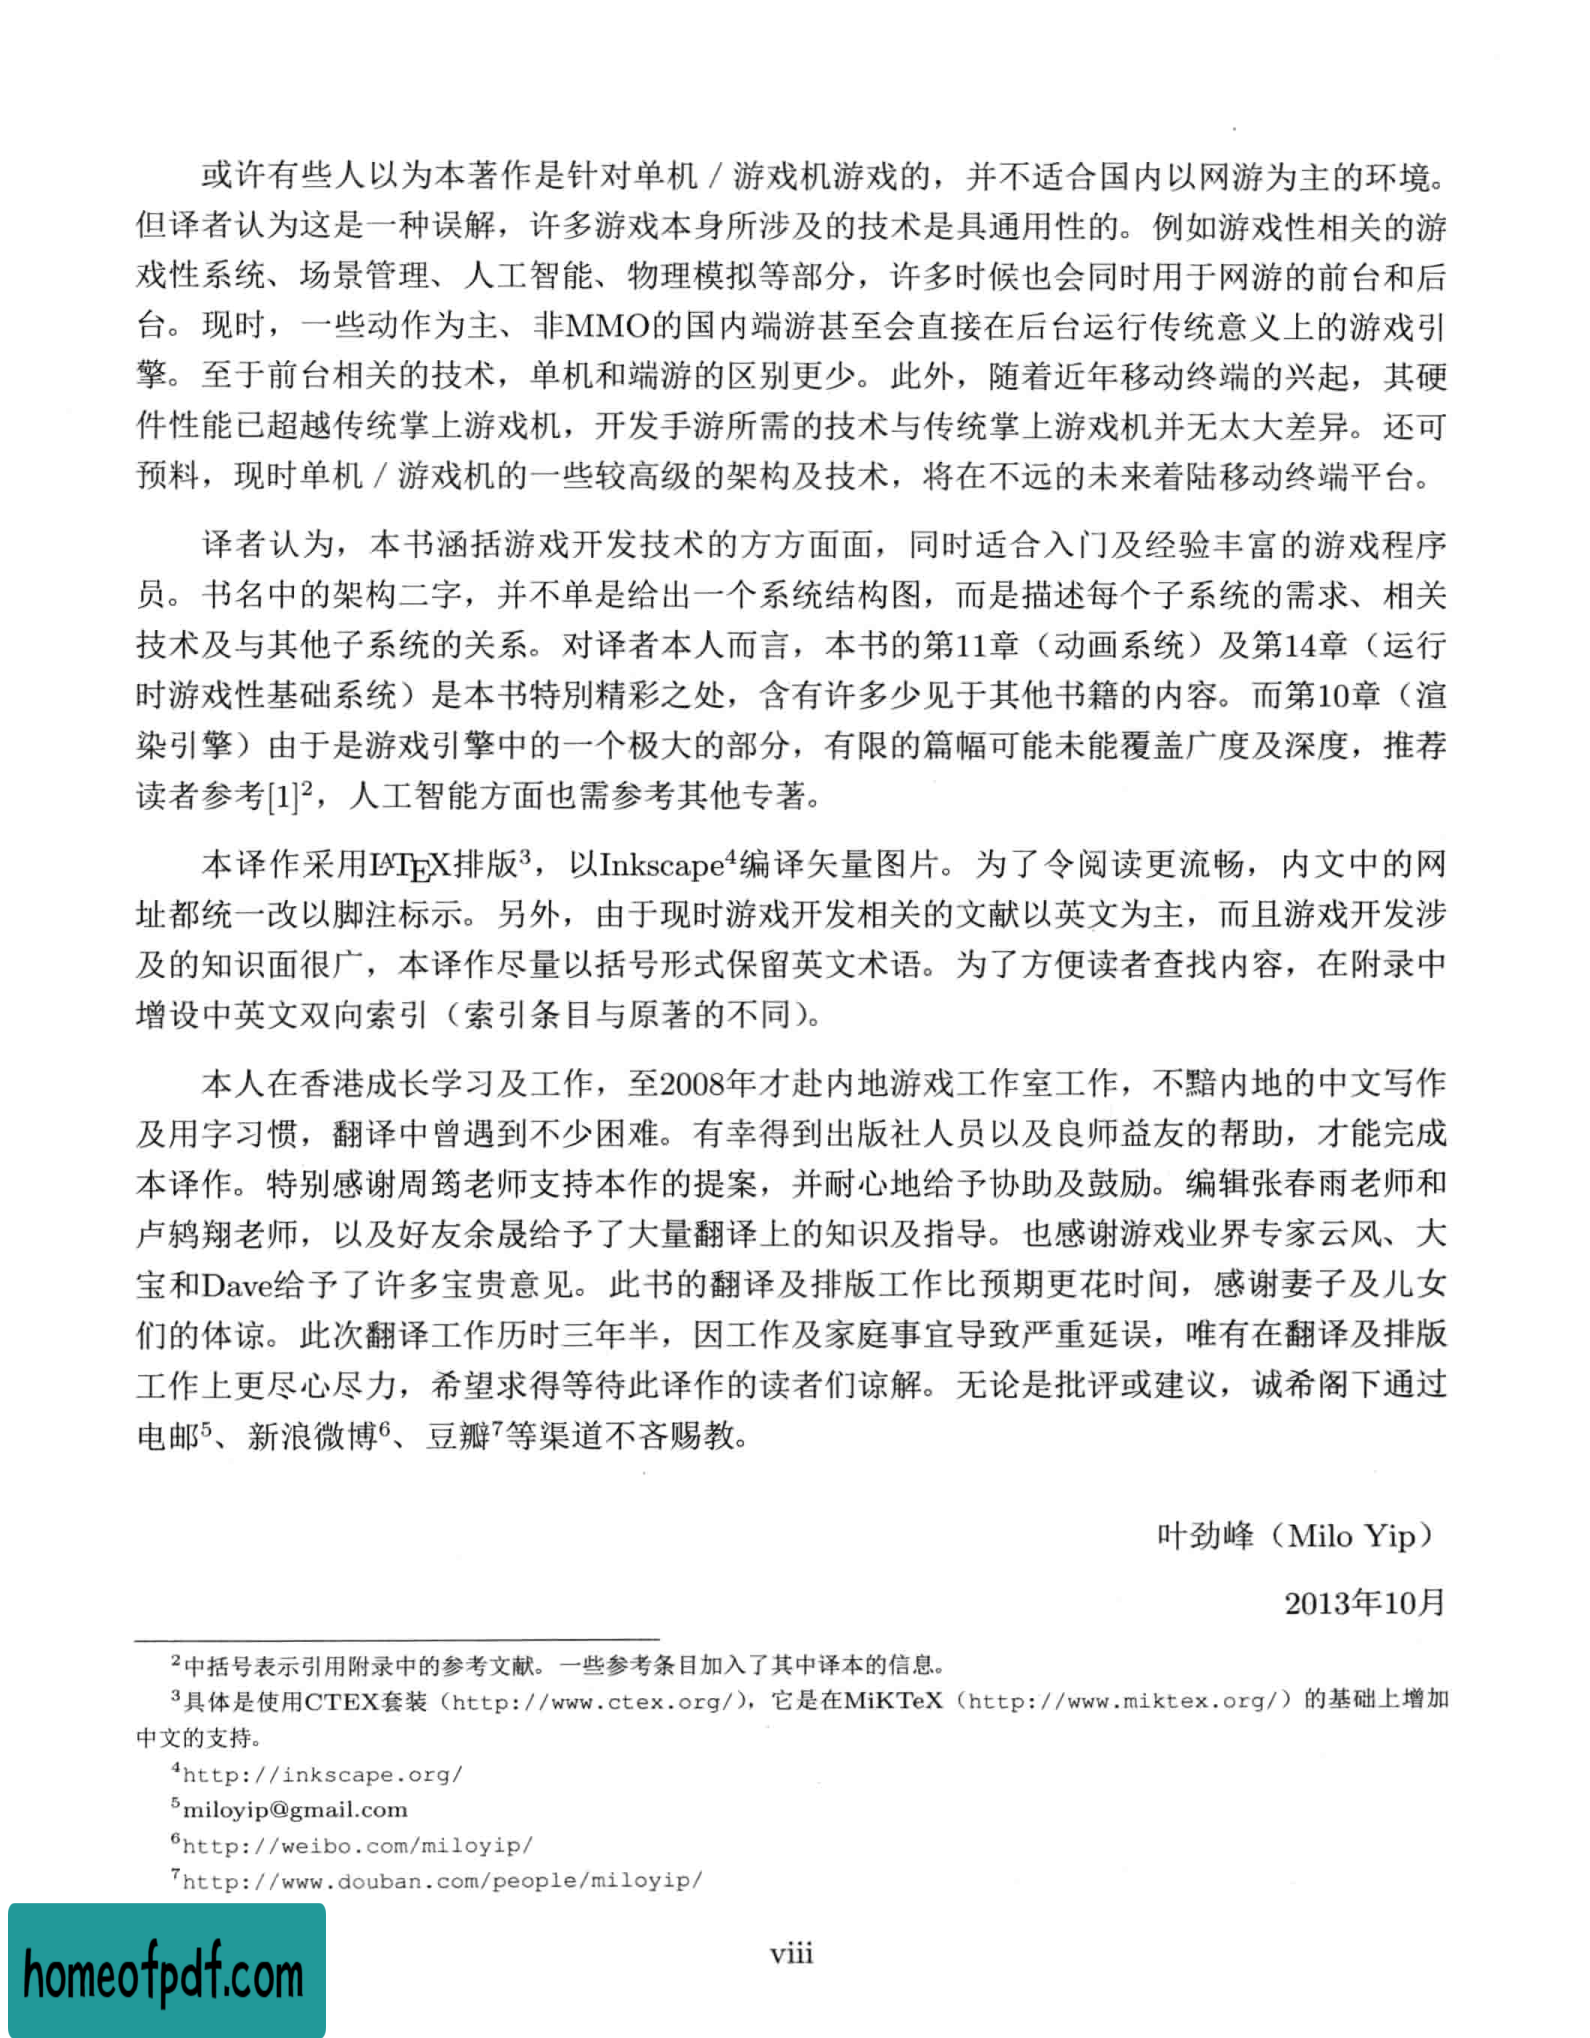 或许有些人以为本著作是针对单机 / 游戏机游戏的，并不适合国内以网游为主的环境。
但译者认为这是一种误解，许多游戏本身所涉及的技术是具通用性的。例如游戏性相关的游
戏性系统、场景管理、人工智能、物理模拟等部分，许多时候也会同时用于网游的前台和后
台。现时，一些动作为主、非MMO的国内端游甚至会直接在后台运行传统意义上的游戏引
擎。至于前台相关的技术，单机和端游的区别更少。此外，随着近年移动终端的兴起，其硬
件性能已超越传统掌上游戏机，开发手游所需的技术与传统掌上游戏机并无太大差异。还可
预料，现时单机 / 游戏机的一些较高级的架构及技术，将在不远的未来着陆移动终端平台。
译者认为，本书涵括游戏开发技术的方方面面，同时适合入门及经验丰富的游戏程序
员。书名中的架构二字，并不单是给出一个系统结构图，而是描述每个子系统的需求、相关
技术及与其他子系统的关系。对译者本人而言，本书的第11章（动画系统）及第14章（运行
时游戏性基础系统）是本书特别精彩之处，含有许多少见于其他书籍的内容。而第10章（渲
染引擎）由于是游戏引擎中的一个极大的部分，有限的篇幅可能未能覆盖广度及深度，推荐
读者参考[1]²，人工智能方面也需参考其他专著。
本译作采用LATEX排版³，以Inkscape⁴编译矢量图片。为了令阅读更流畅，内文中的网
址都统一改以脚注标示。另外，由于现时游戏开发相关的文献以英文为主，而且游戏开发涉
及的知识面很广，本译作尽量以括号形式保留英文术语。为了方便读者查找内容，在附录中
增设中英文双向索引（索引条目与原著的不同）。
本人在香港成长学习及工作，至2008年才赴内地游戏工作室工作，不黯内地的中文写作
及用字习惯，翻译中曾遇到不少困难。有幸得到出版社人员以及良师益友的帮助，才能完成
本译作。特别感谢周筠老师支持本作的提案，并耐心地给予协助及鼓励。编辑张春雨老师和
卢鸫翔老师，以及好友余晟给予了大量翻译上的知识及指导。也感谢游戏业界专家云风、大
宝和Dave给予了许多宝贵意见。此书的翻译及排版工作比预期更花时间，感谢妻子及儿女
们的体谅。此次翻译工作历时三年半，因工作及家庭事宜导致严重延误，唯有在翻译及排版
工作上更尽心尽力，希望求得等待此译作的读者们谅解。无论是批评或建议，诚希阁下通过
电邮⁵、新浪微博⁶、豆瓣⁷等渠道不吝赐教。
叶劲峰（Milo Yip）
2013年10月
²中括号表示引用附录中的参考文献。一些参考条目加入了其中译本的信息。
³具体是使用CTEX套装（http://www.ctex.org/），它是在MiKTeX（http://www.miktex.org/）的基础上增加
中文的支持。
⁴http://inkscape.org/
⁵miloyip@gmail.com
⁶http://weibo.com/miloyip/
⁷http://www.douban.com/people/miloyip/
viii
homeofpdf.com